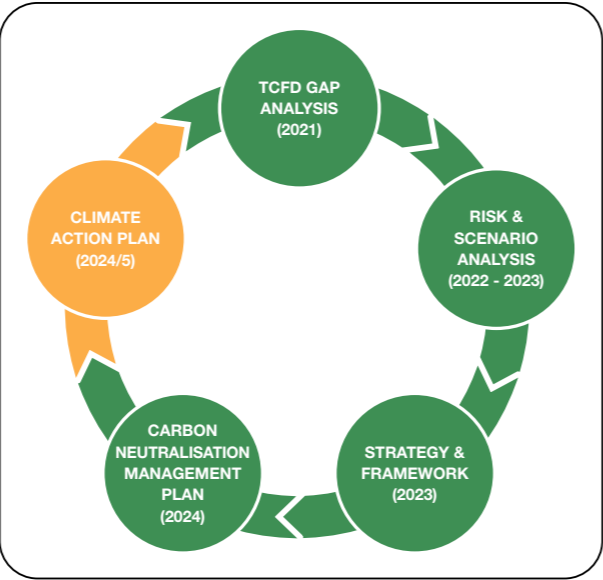 TCFD GAP
ANALYSIS
(2021)
RISK &
SCENARIO
ANALYSIS
(2022 - 2023)
STRATEGY &
FRAMEWORK
(2023)
CARBON
NEUTRALISATION
MANAGEMENT
PLAN
(2024)
CLIMATE
ACTION PLAN
(2024/5)